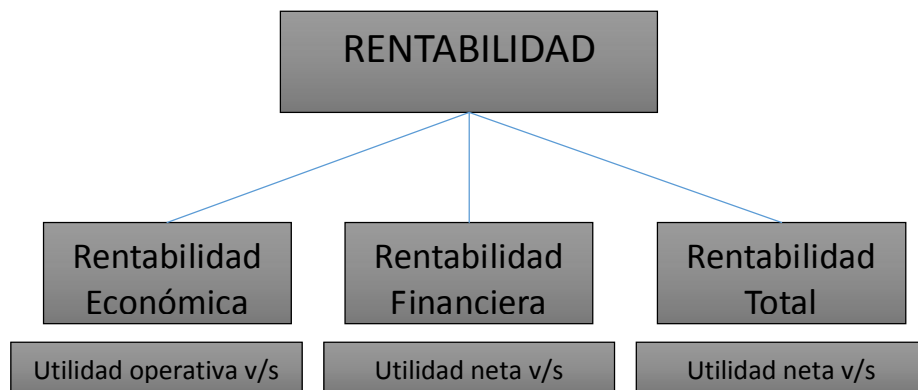 RENTABILIDAD
Rentabilidad
Económica
Rentabilidad
Financiera
Rentabilidad
Total
Utilidad operativa v/s
Utilidad neta v/s
Utilidad neta v/s